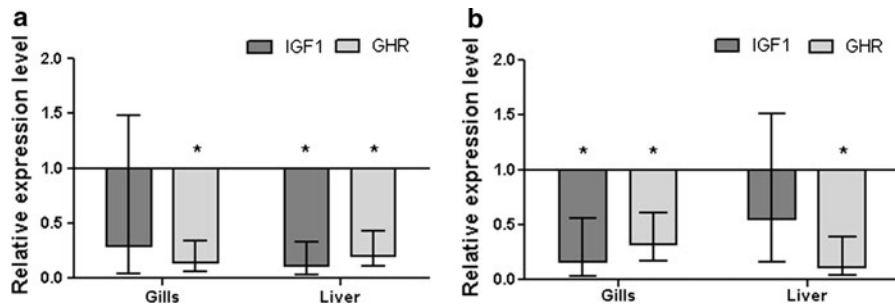 a
Relative expression level
IGF1 GHR
2.0
1.5
1.0
0.5
0.0
* * *
Gills Liver
b
Relative expression level
IGF1 GHR
2.0
1.5
1.0
0.5
0.0
* * *
Gills Liver